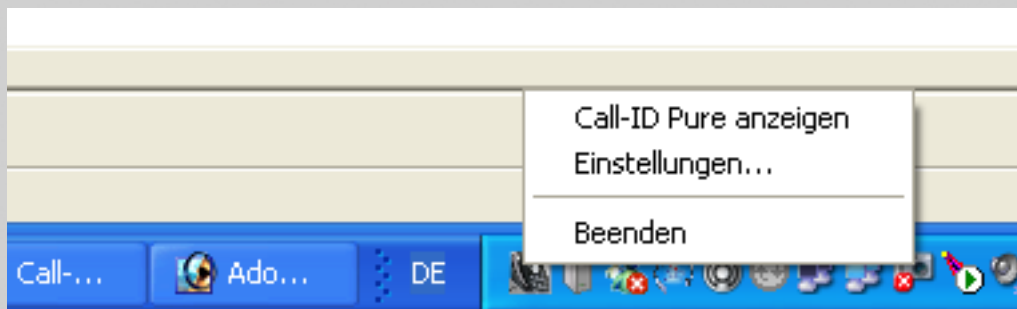 Call-ID Pure anzeigen
Einstellungen...
Beenden
Call-... Ado... DE